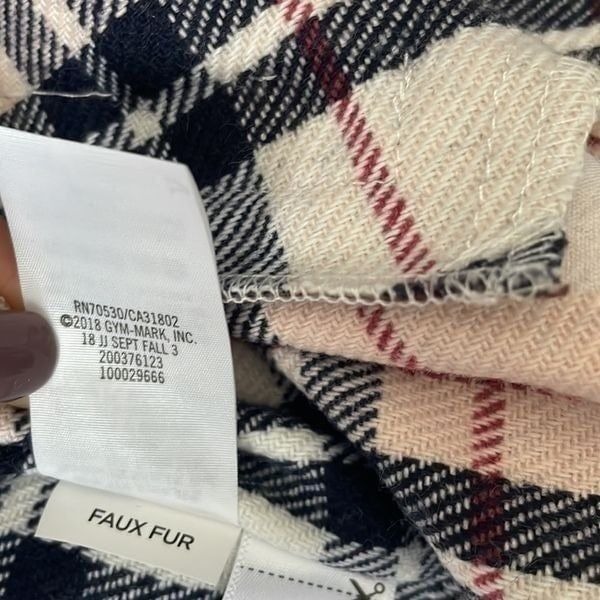 RN70530/CA31802
©2018 GYM-MARK, INC.
18 JJ SEPT FALL 3
200376123
100029666
FAUX FUR